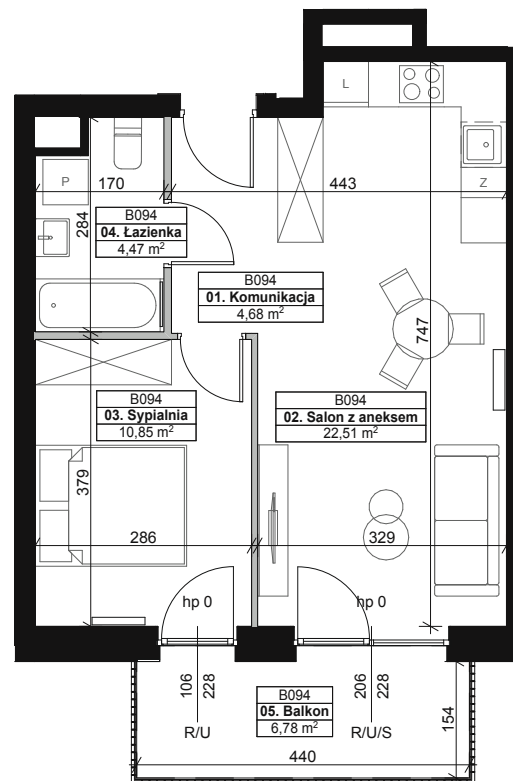 L
P
170
443
Z
284
B094
04. Łazienka
4,47 m²
B094
01. Komunikacja
4,68 m²
747
B094
03. Sypialnia
10,85 m²
B094
02. Salon z aneksem
22,51 m²
379
286
329
hp 0
hp 0
106
228
206
228
B094
05. Balkon
6,78 m²
R/U
R/U/S
154
440